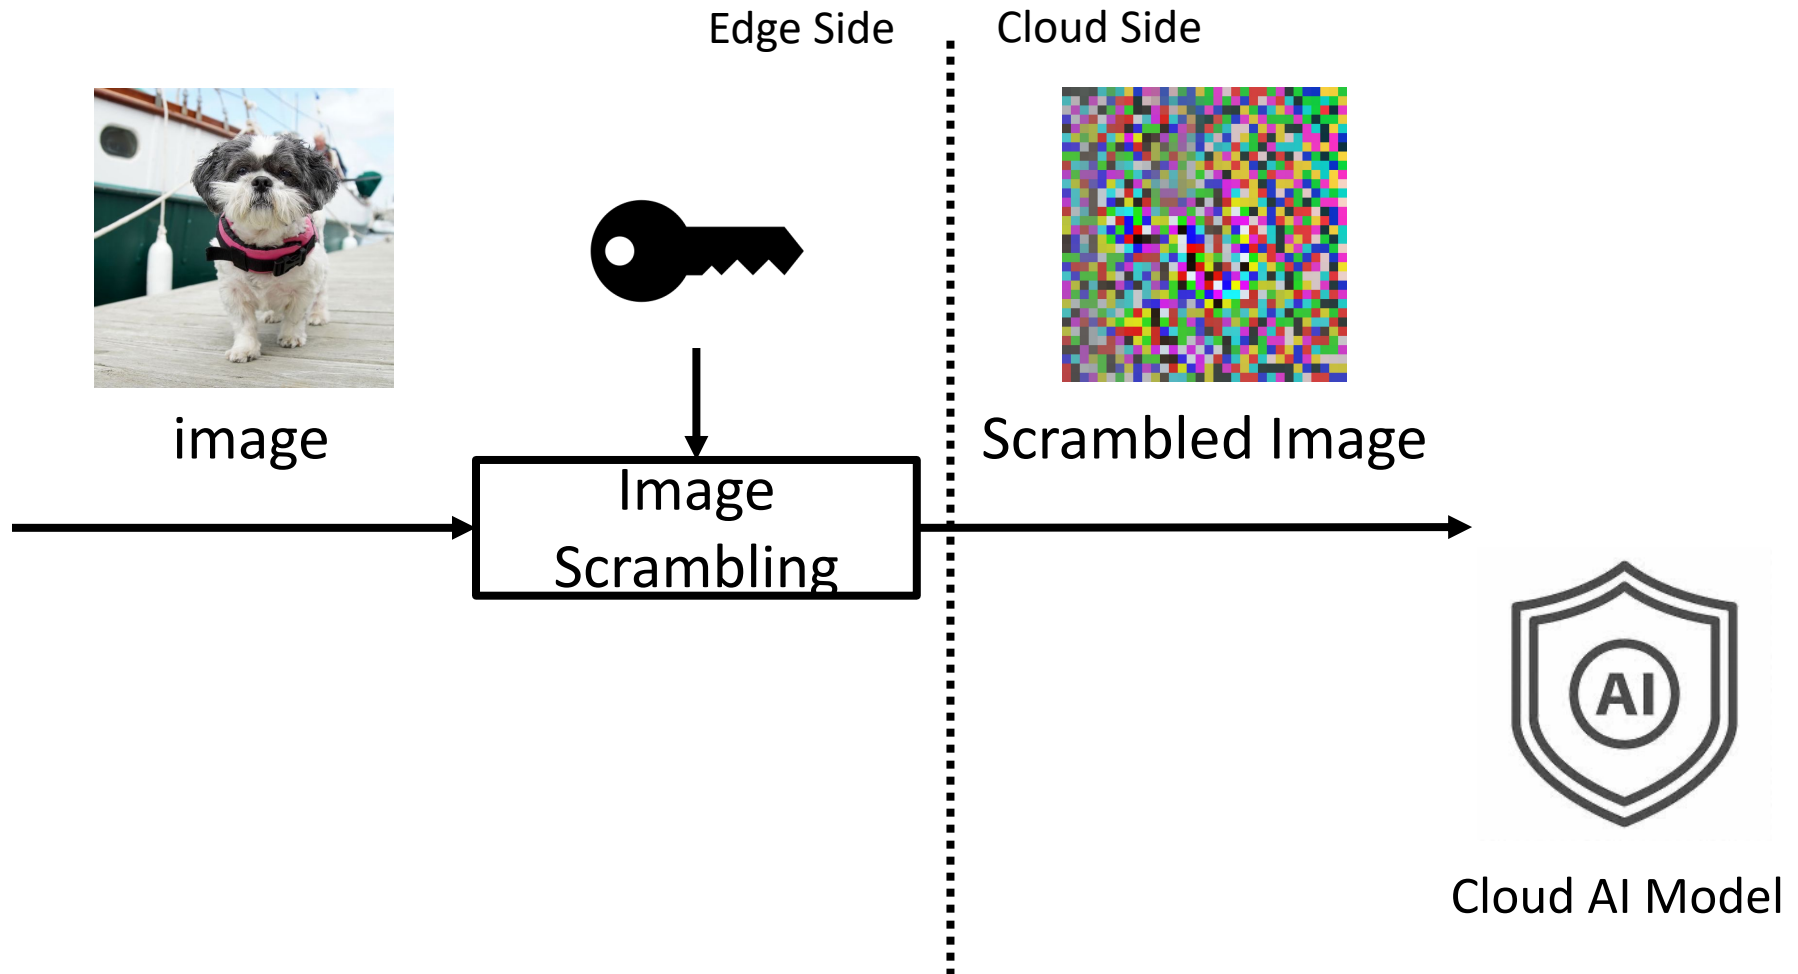 Edge Side
Cloud Side
image
Scrambled Image
Image
Scrambling
AI
Cloud AI Model